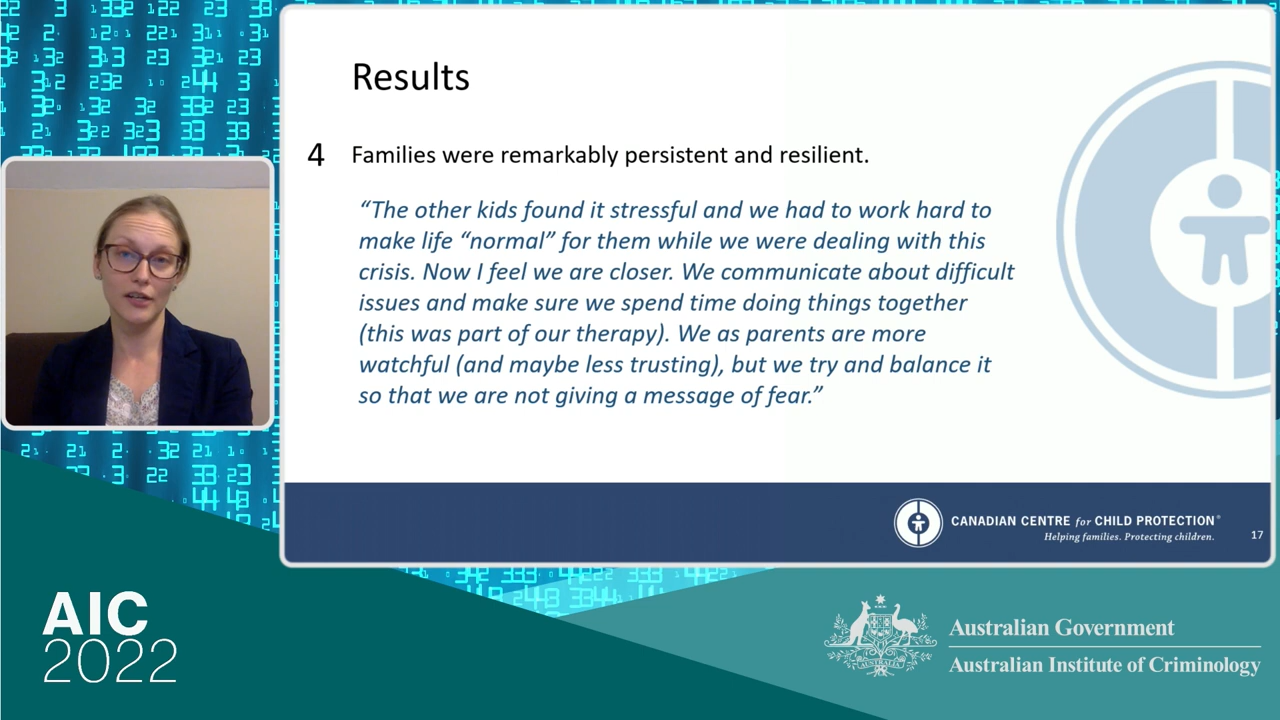 Results
4 Families were remarkably persistent and resilient.
“The other kids found it stressful and we had to work hard to
make life “normal” for them while we were dealing with this
crisis. Now I feel we are closer. We communicate about difficult
issues and make sure we spend time doing things together
(this was part of our therapy). We as parents are more
watchful (and maybe less trusting), but we try and balance it
so that we are not giving a message of fear.”
CANADIAN CENTRE for CHILD PROTECTION®
Helping families. Protecting children.
17
AIC
2022
AUSTRALIA
Australian Government
Australian Institute of Criminology